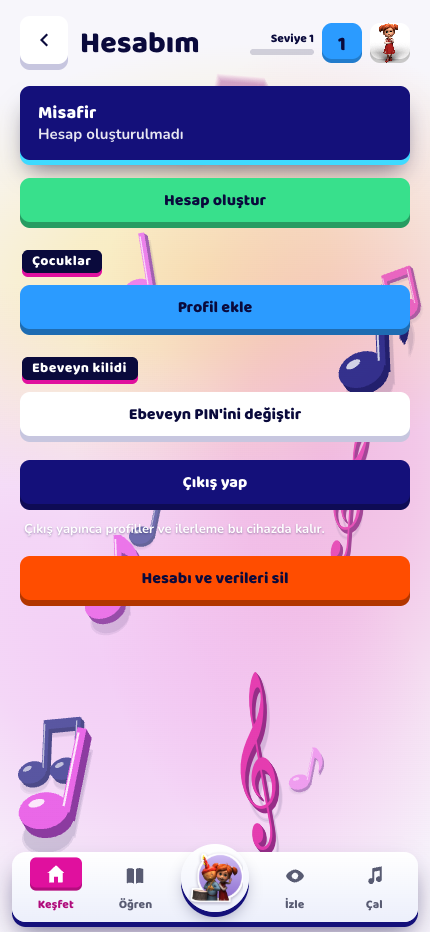 Hesabım
Seviye 1
1
Misafir
Hesap oluşturulmadı
Hesap oluştur
Çocuklar
Profil ekle
Ebeveyn kilidi
Ebeveyn PIN'ini değiştir
Çıkış yap
Çıkış yapınca profiller ve ilerleme bu cihazda kalır.
Hesabı ve verileri sil
Keşfet
Öğren
İzle
Çal